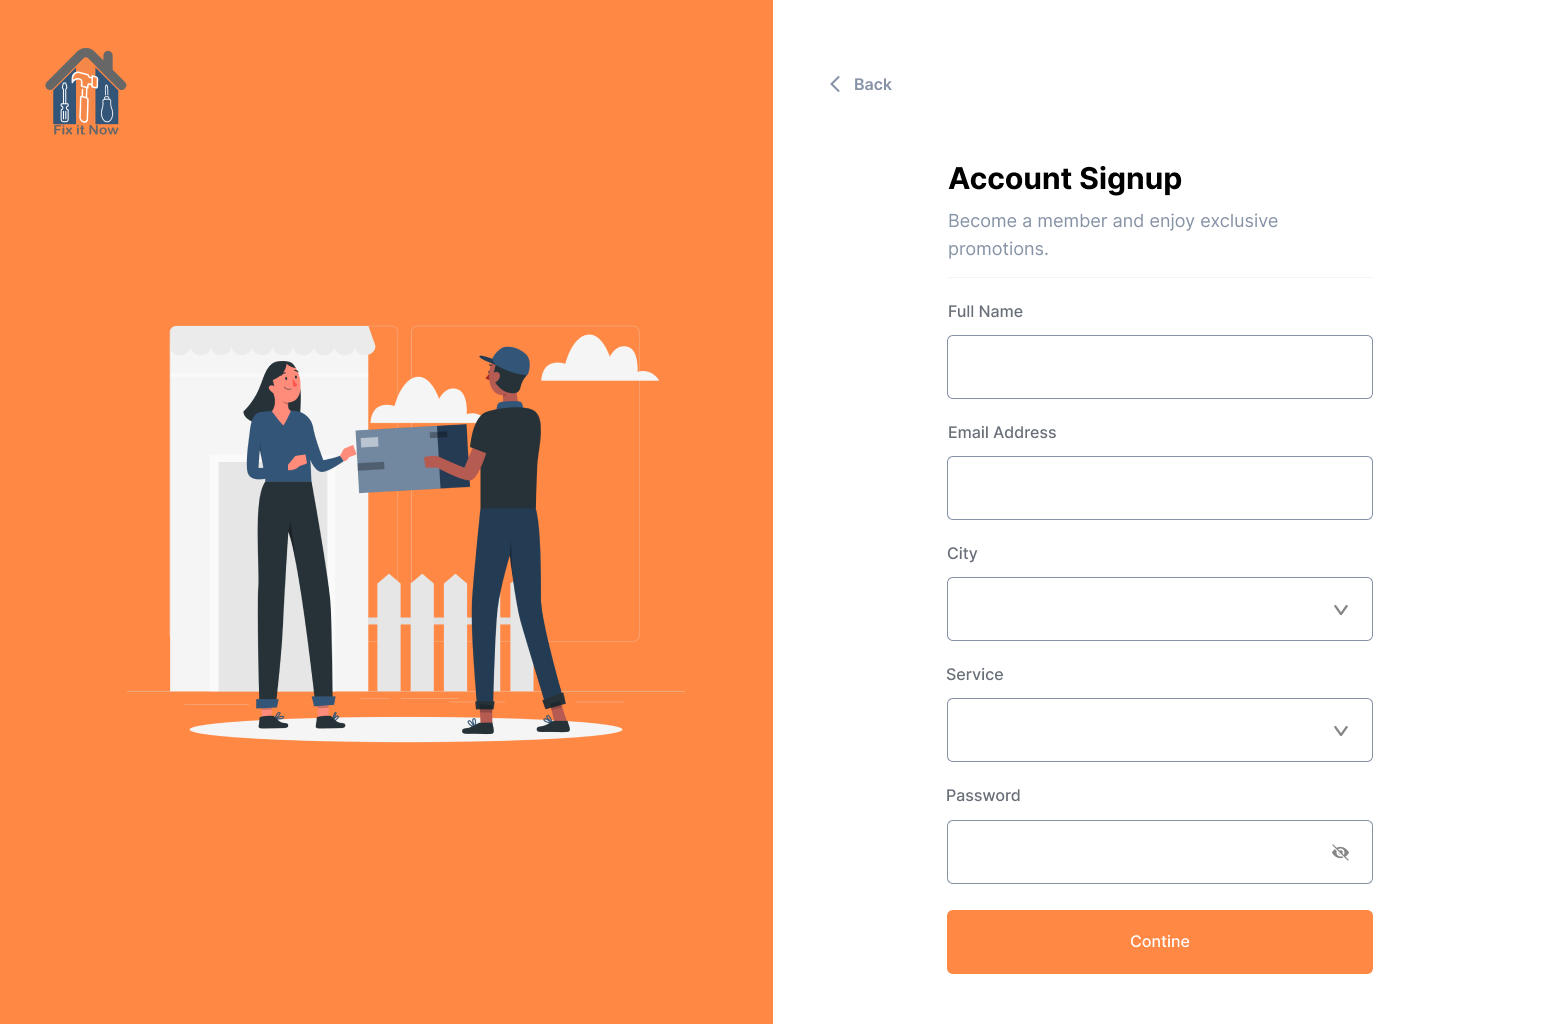 Fix it Now
Back
Account Signup
Become a member and enjoy exclusive
promotions.
Full Name
Email Address
City
Service
Password
Contine